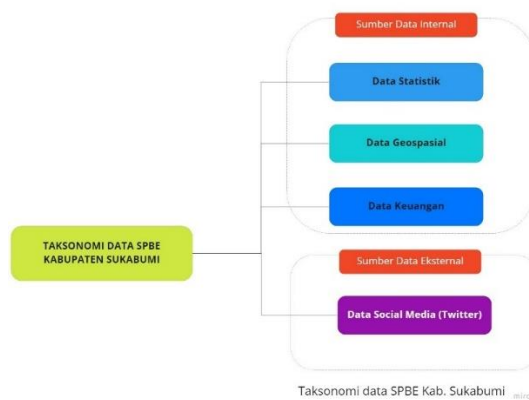 Sumber Data Internal
Data Statistik
Data Geospasial
Data Keuangan
TAKSONOMI DATA SPBE
KABUPATEN SUKABUMI
Sumber Data Eksternal
Data Social Media (Twitter)
Taksonomi data SPBE Kab. Sukabumi